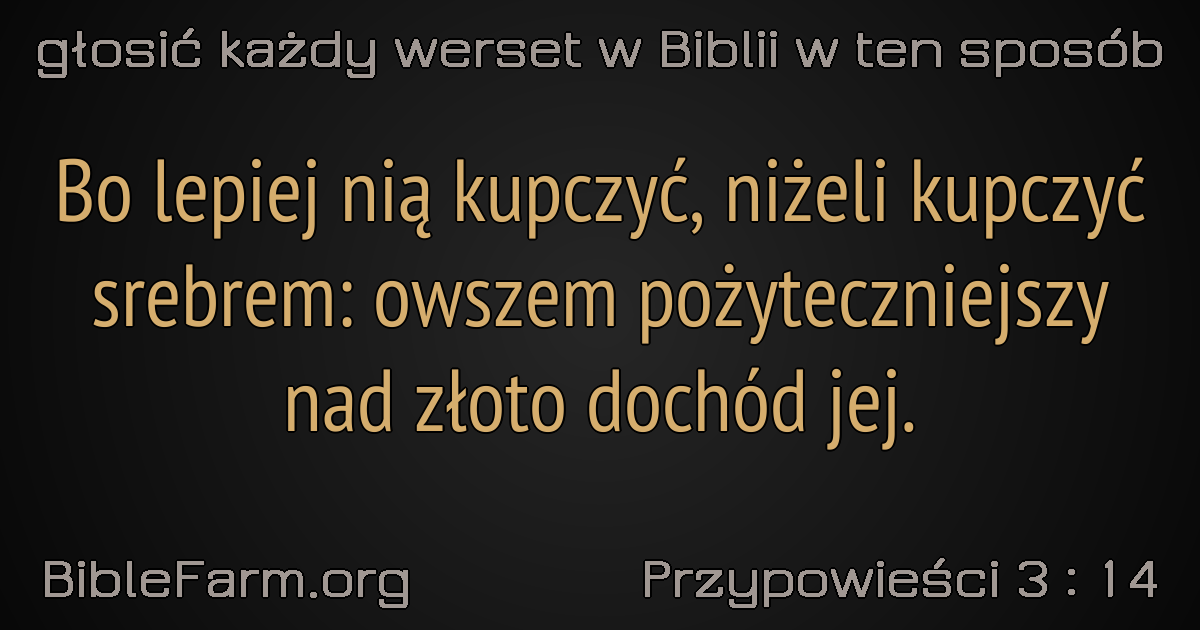 głosić każdy werset w Biblii w ten sposób
Bo lepiej nią kupczyć, niżeli kupczyć
srebrem: owszem pożyteczniejszy
nad złoto dochód jej.
BibleFarm.org
Przypowieści 3 : 14